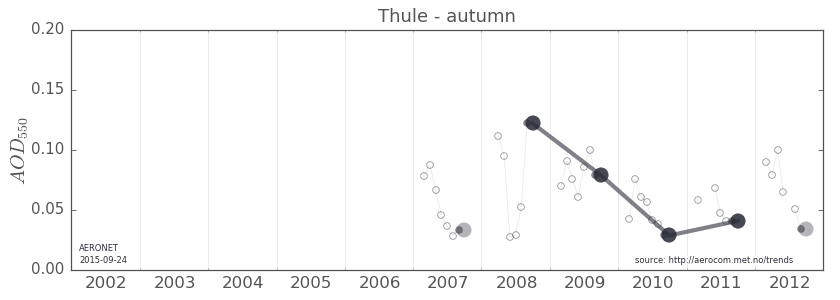 Thule - autumn
0.20
0.15
0.10
0.05
0.00
AOD550
AERONET
2015-09-24
source: http://aerocom.met.no/trends
2002 2003 2004 2005 2006 2007 2008 2009 2010 2011 2012